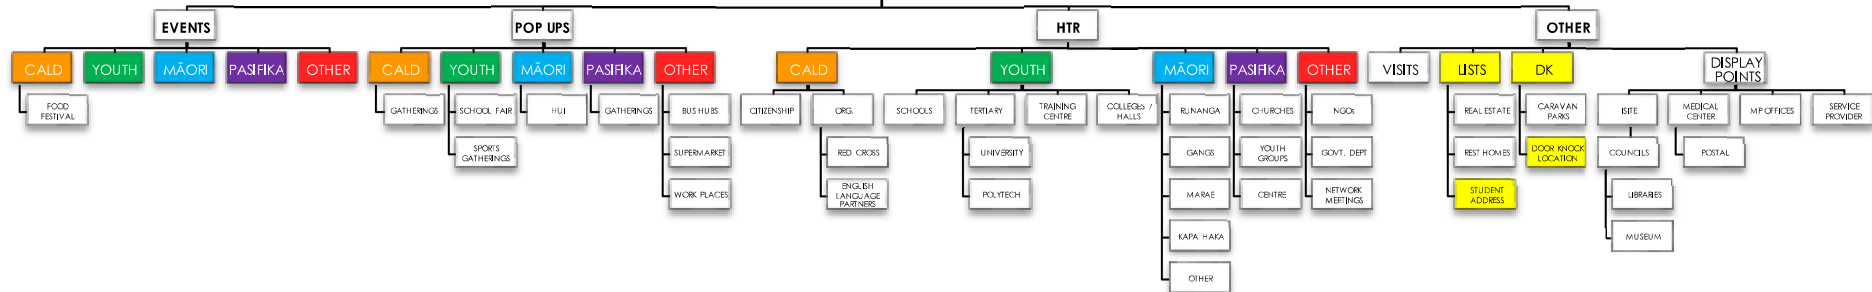 EVENTS
POP UPS
HTR
OTHER
CALD
YOUTH
MĀORI
PASIFIKA
OTHER
CALD
YOUTH
MĀORI
PASIFIKA
OTHER
CALD
YOUTH
MĀORI
PASIFIKA
OTHER
VISITS
LISTS
DK
DISPLAY
POINTS
FOOD
FESTIVAL
GATHERINGS
SCHOOL FAIR
HUI
GATHERINGS
BUS HUBS
CITIZENSHIP
ORG.
SCHOOLS
TERTIARY
TRAINING
CENTRE
COLLEGES /
HALLS
RUNANGA
CHURCHES
NGOs
REAL ESTATE
CARAVAN
PARKS
ISITE
MEDICAL
CENTER
MP OFFICES
SERVICE
PROVIDER
SPORTS
GATHERINGS
SUPERMARKET
RED CROSS
UNIVERSITY
GANGS
YOUTH
GROUPS
GOVT. DEPT
REST HOMES
DOOR KNOCK
LOCATION
COUNCILS
POSTAL
WORK PLACES
ENGLISH
LANGUAGE
PARTNERS
POLYTECH
MARAE
CENTRE
NETWORK
MEETINGS
STUDENT
ADDRESS
LIBRARIES
KAPA HAKA
MUSEUM
OTHER